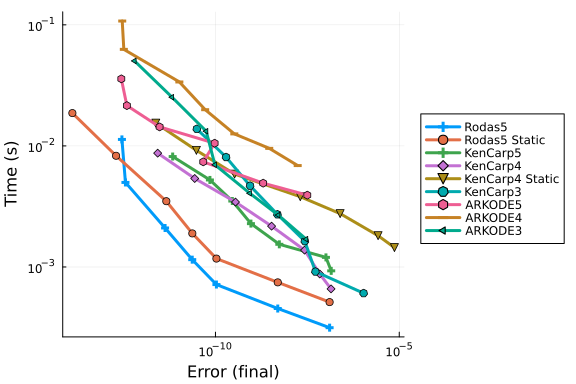 10⁻¹
10⁻²
10⁻³
Time (s)
10⁻¹⁰
10⁻⁵
Error (final)
Rodas5
Rodas5 Static
KenCarp5
KenCarp4
KenCarp4 Static
KenCarp3
ARKODE5
ARKODE4
ARKODE3